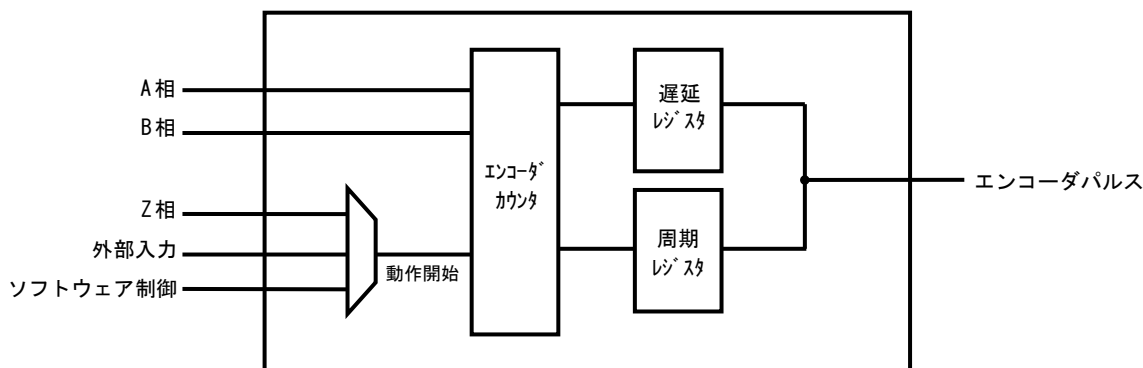 A相
B相
Z相
外部入力
ソフトウェア制御
動作開始
ｴﾝｺｰﾀﾞ
ｶｳﾝﾀ
遅延
ﾚｼﾞｽﾀ
周期
ﾚｼﾞｽﾀ
エンコーダパルス